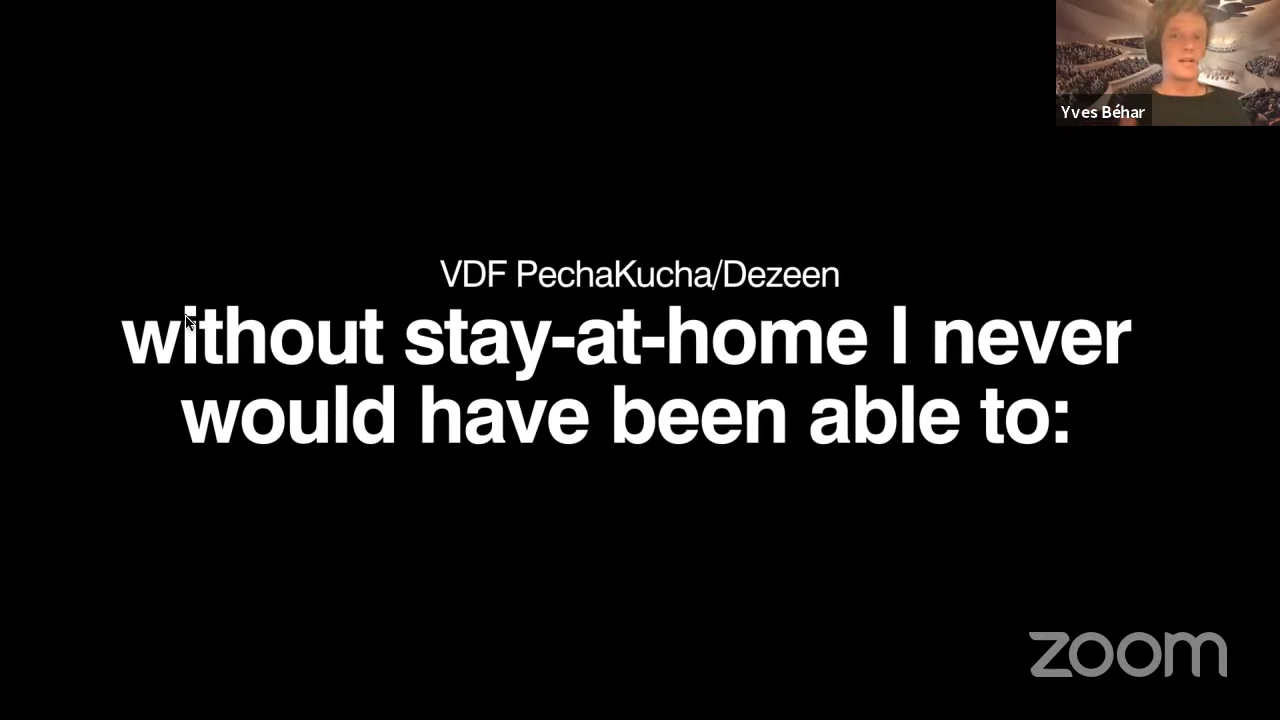 Yves Béhar
VDF PechaKucha/Dezeen
without stay-at-home I never
would have been able to:
zoom